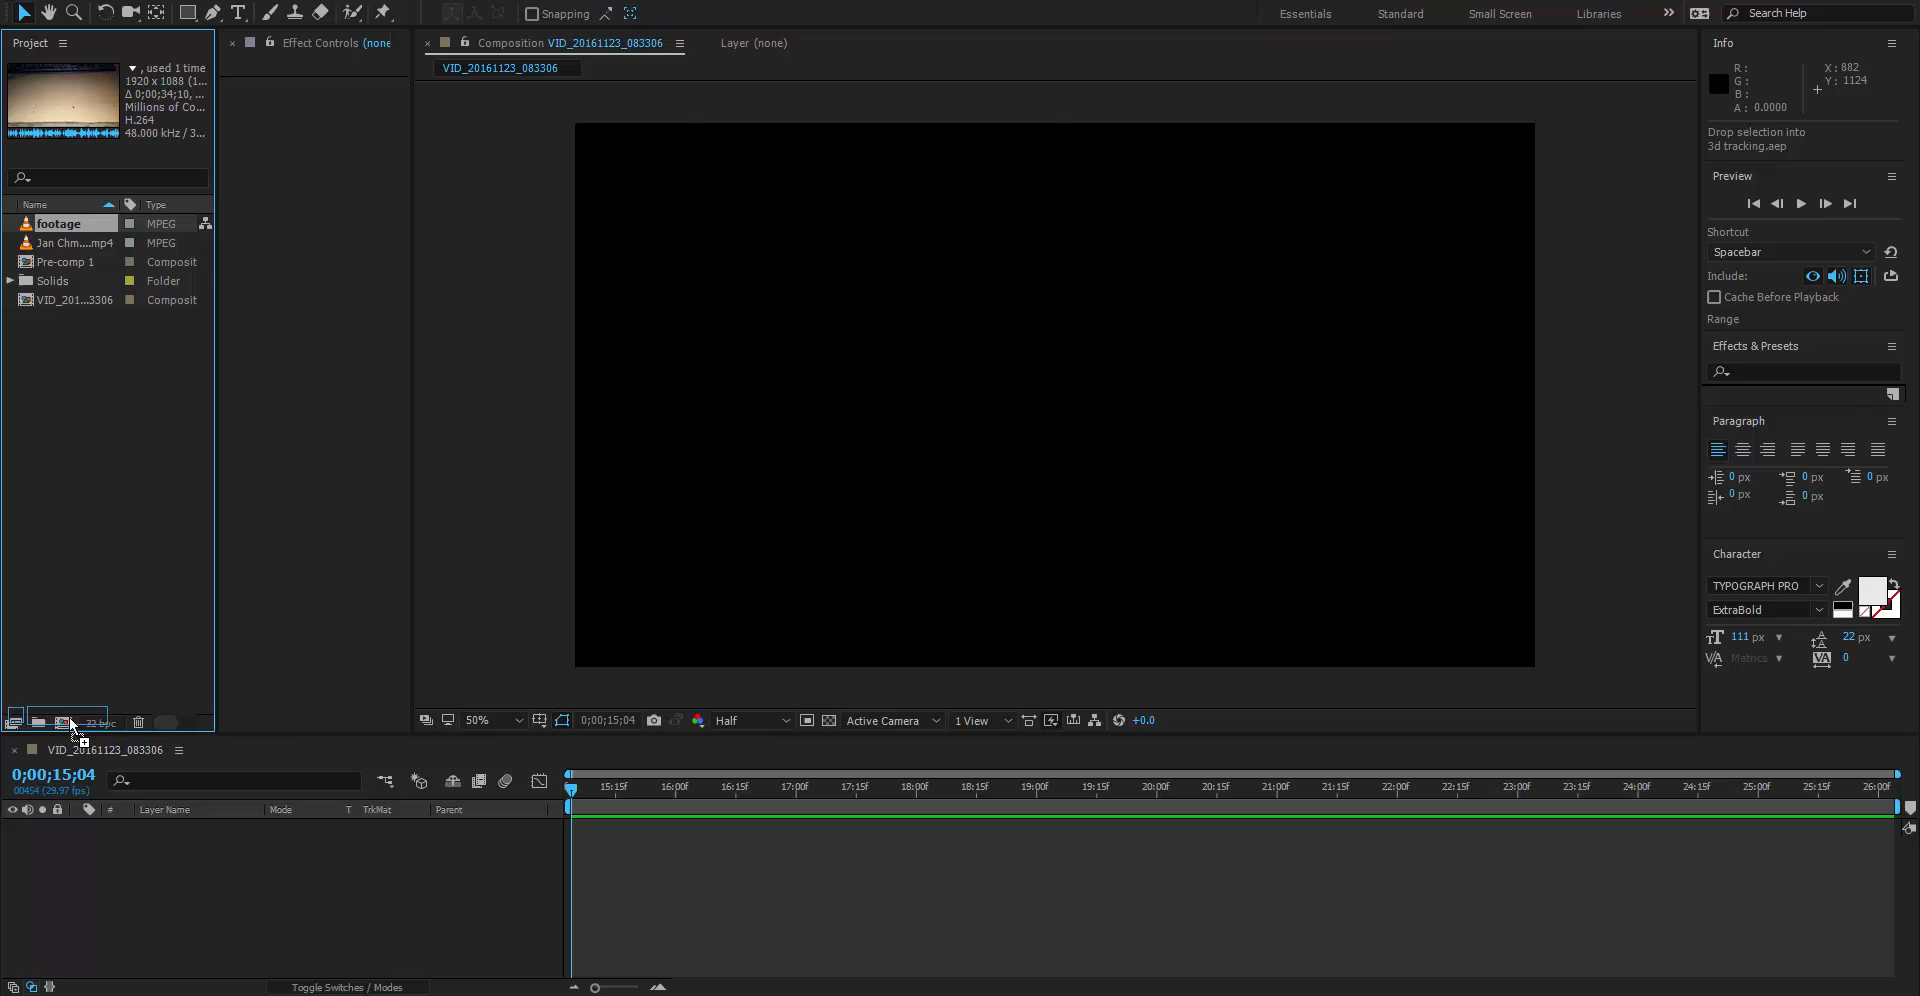 Snapping
Essentials
Standard
Small Screen
Libraries
Search Help
Project
Effect Controls (none
Composition VID_20161123_083306
Layer (none)
Info
, used 1 time
1920 x 1088 (1...
Δ 0;00;34;10, ...
Millions of Co...
H.264
48.000 kHz / 3...
VID_20161123_083306
R :
G :
B :
A : 0.0000
X : 882
Y : 1124
Drop selection into
3d tracking.aep
Preview
Name
Type
footage
MPEG
Jan Chm....mp4
MPEG
Pre-comp 1
Composit
Solids
Folder
VID_201...3306
Composit
Shortcut
Spacebar
Include:
Cache Before Playback
Range
Effects & Presets
Paragraph
0 px
0 px
0 px
0 px
0 px
Character
TYPOGRAPH PRO
ExtraBold
111 px
22 px
Metrics
0
32 bpc
50%
0;00;15;04
Half
Active Camera
1 View
+0.0
VID_20161123_083306
0;00;15;04
00454 (29.97 fps)
15:15f
16:00f
16:15f
17:00f
17:15f
18:00f
18:15f
19:00f
19:15f
20:00f
20:15f
21:00f
21:15f
22:00f
22:15f
23:00f
23:15f
24:00f
24:15f
25:00f
25:15f
26:00f
#
Layer Name
Mode
T
TrkMat
Parent
Toggle Switches / Modes